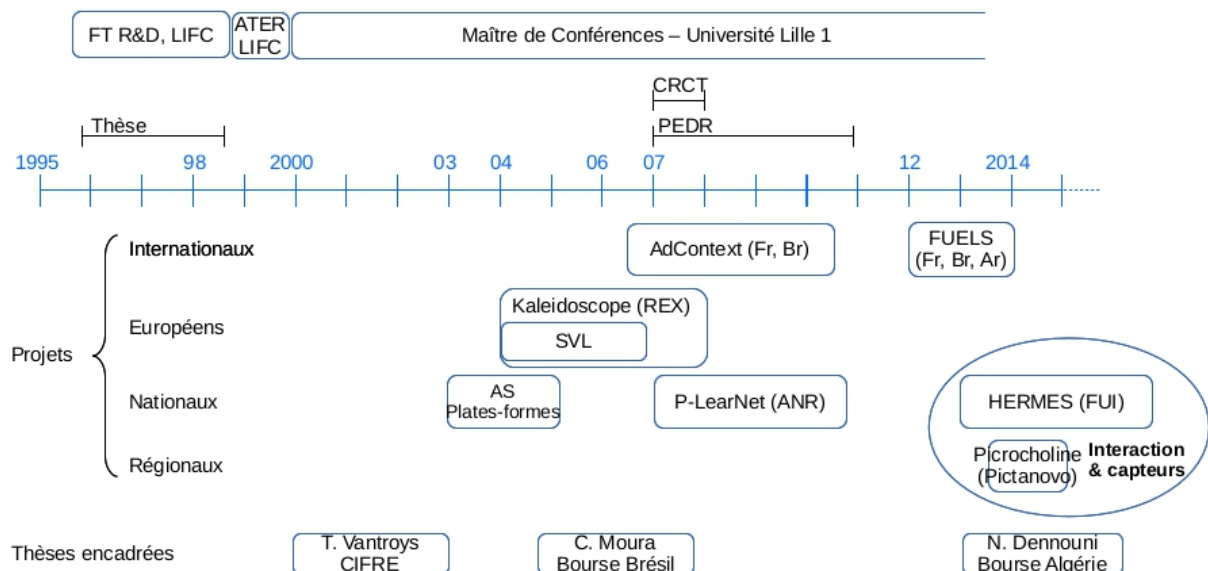 FT R&D, LIFC
ATER
LIFC
Maître de Conférences – Université Lille 1
CRCT
Thèse
PEDR
1995 98 2000 03 04 06 07 12 2014
Internationaux
AdContext (Fr, Br)
FUELS
(Fr, Br, Ar)
Kaleidoscope (REX)
Européens
SVL
Projets
Nationaux
AS
Plates-formes
P-LearNet (ANR)
HERMES (FUI)
Régionaux
Picrocholine
(Pictanovo)
Interaction
& capteurs
Thèses encadrées
T. Vantroys
CIFRE
C. Moura
Bourse Brésil
N. Dennouni
Bourse Algérie